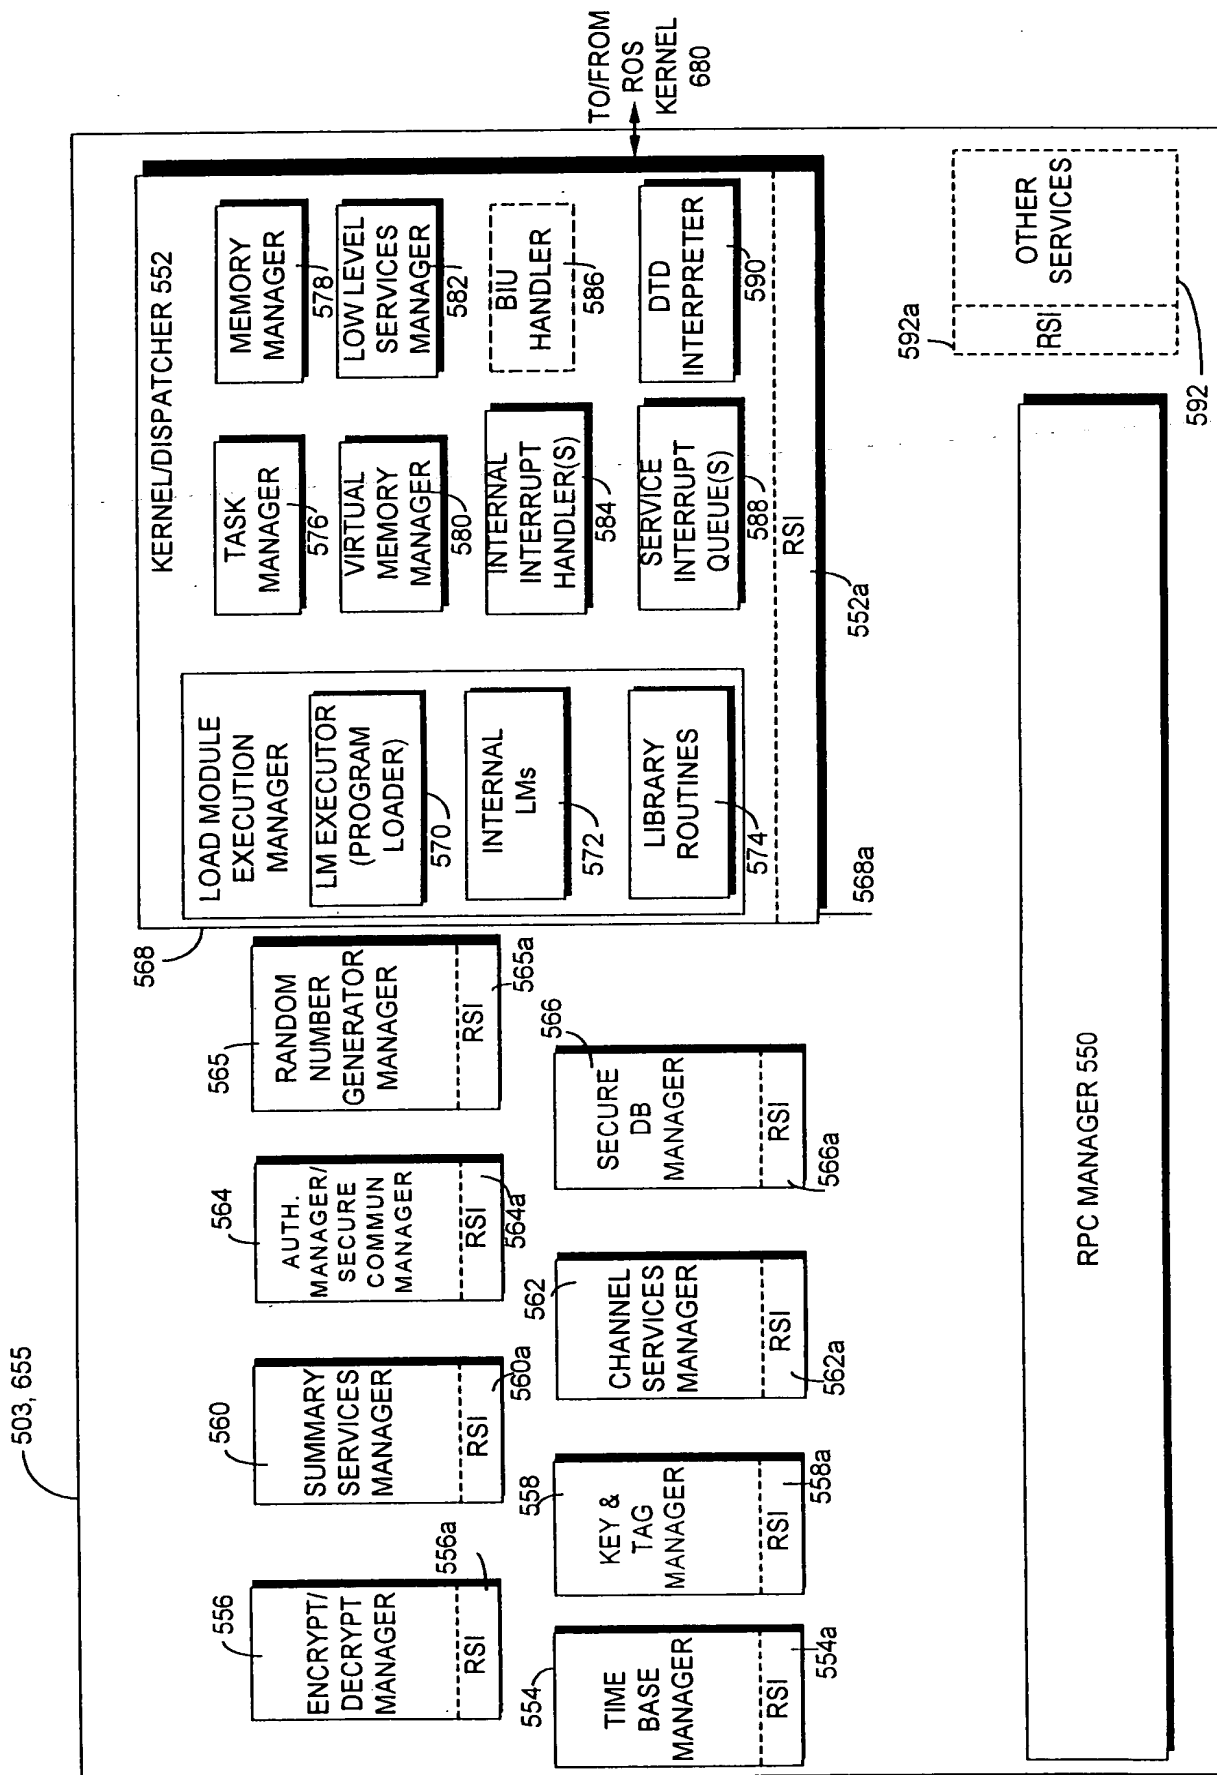 503, 655
KERNEL/DISPATCHER 552
568
LOAD MODULE
EXECUTION
MANAGER
LM EXECUTOR
(PROGRAM
LOADER)
570
INTERNAL
LMs
572
LIBRARY
ROUTINES
574
568a
TASK
MANAGER
576
MEMORY
MANAGER
578
VIRTUAL
MEMORY
MANAGER
580
LOW LEVEL
SERVICES
MANAGER
582
INTERNAL
INTERRUPT
HANDLER(S)
584
BIU
HANDLER
586
SERVICE
INTERRUPT
QUEUE(S)
588
DTD
INTERPRETER
590
RSI
552a
TO/FROM
ROS
KERNEL
680
556
ENCRYPT/
DECRYPT
MANAGER
RSI
556a
560
SUMMARY
SERVICES
MANAGER
RSI
560a
564
AUTH.
MANAGER/
SECURE
COMMUN
MANAGER
RSI
564a
565
RANDOM
NUMBER
GENERATOR
MANAGER
RSI
565a
554
TIME
BASE
MANAGER
RSI
554a
558
KEY &
TAG
MANAGER
RSI
558a
562
CHANNEL
SERVICES
MANAGER
RSI
562a
566
SECURE
DB
MANAGER
RSI
566a
592a
RSI
OTHER
SERVICES
592
RPC MANAGER 550